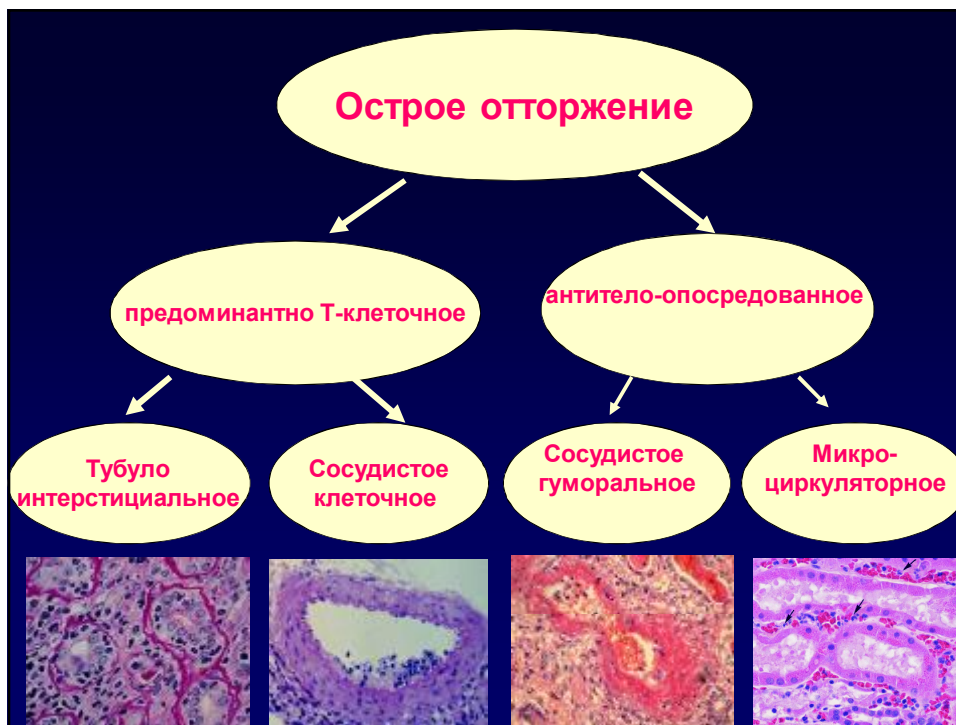 Острое отторжение
предоминантно Т-клеточное
антитело-опосредованное
Тубуло
интерстициальное
Сосудистое
клеточное
Сосудистое
гуморальное
Микро-
циркуляторное